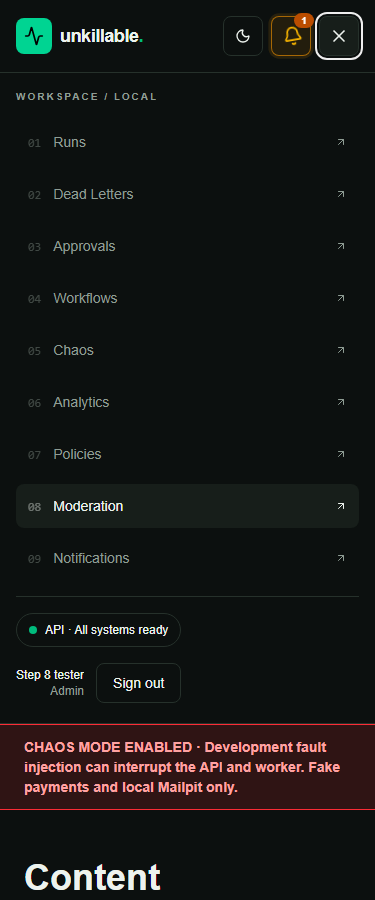 unkillable.
1
WORKSPACE / LOCAL
01 Runs
02 Dead Letters
03 Approvals
04 Workflows
05 Chaos
06 Analytics
07 Policies
08 Moderation
09 Notifications
API · All systems ready
Step 8 tester
Admin
Sign out
CHAOS MODE ENABLED · Development fault
injection can interrupt the API and worker. Fake
payments and local Mailpit only.
Content